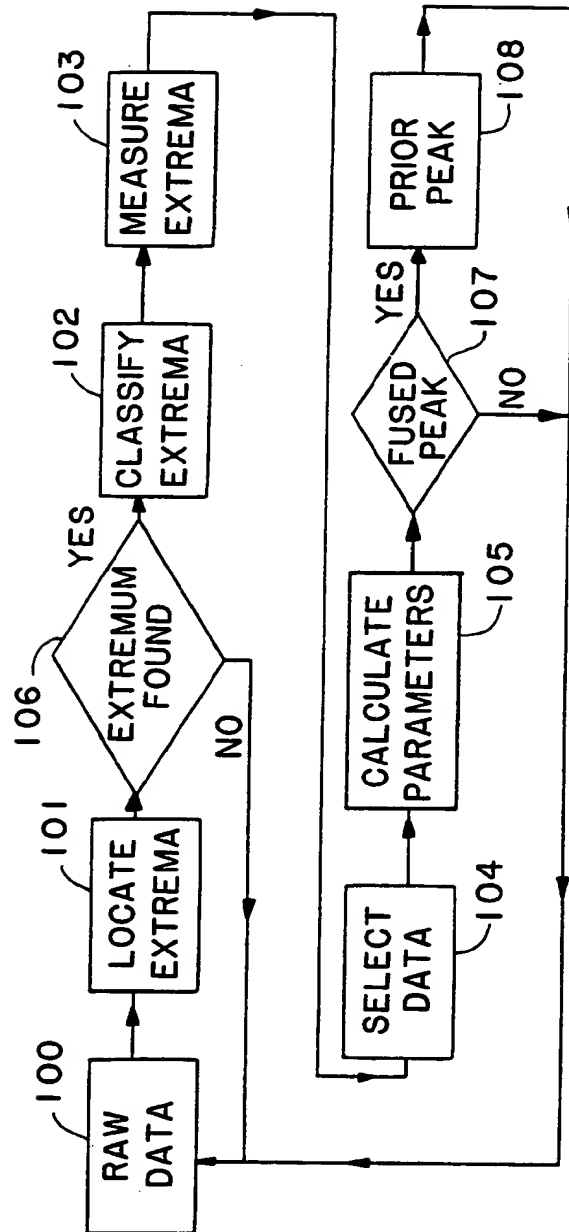 100
RAW
DATA
101
LOCATE
EXTREMA
106
EXTREMUM
FOUND
YES
NO
102
CLASSIFY
EXTREMA
103
MEASURE
EXTREMA
SELECT
DATA
104
CALCULATE
PARAMETERS
105
FUSED
PEAK
107
YES
NO
PRIOR
PEAK
108